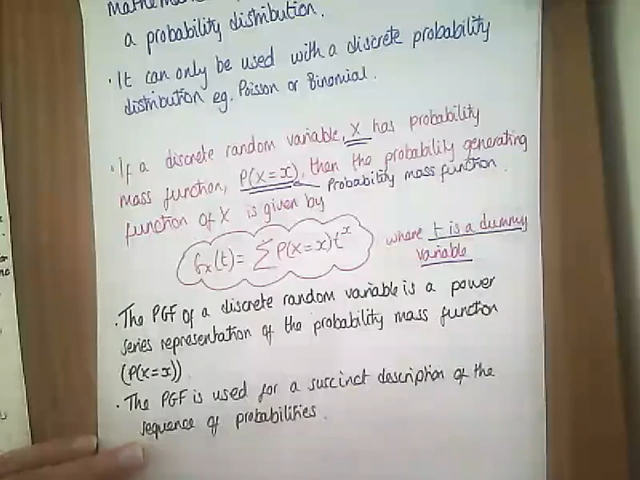 a probability distribution.
· It can only be used with a discrete probability
distribution eg. Poisson or Binomial.
· If a discrete random variable, X has probability
mass function, P(X=x), then the probability generating
Probability mass function.
function of X is given by
Gx(t) = ∑ P(X=x)t^x
where t is a dummy
variable
· The PGF of a discrete random variable is a power
series representation of the probability mass function
(P(X=x)).
· The PGF is used for a succinct description of the
sequence of probabilities.